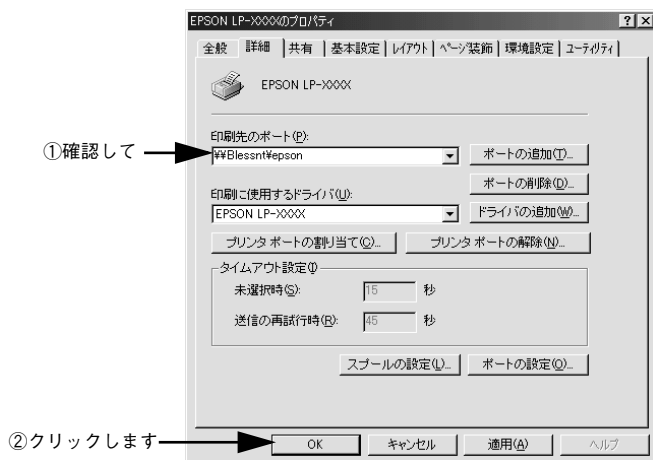 EPSON LP-XXXXのプロパティ
全般 詳細 共有 基本設定 レイアウト ページ装飾 環境設定 ユーティリティ
EPSON LP-XXXX
印刷先のポート(P):
①確認して
¥¥Blessnt¥epson
ポートの追加(T)...
ポートの削除(D)...
印刷に使用するドライバ(U):
EPSON LP-XXXX
ドライバの追加(W)...
プリンタ ポートの割り当て(C)...
プリンタ ポートの解除(N)...
タイムアウト設定
未選択時(S): 15 秒
送信の再試行時(R): 45 秒
スプールの設定(L)...
ポートの設定(O)...
②クリックします
OK キャンセル 適用(A) ヘルプ